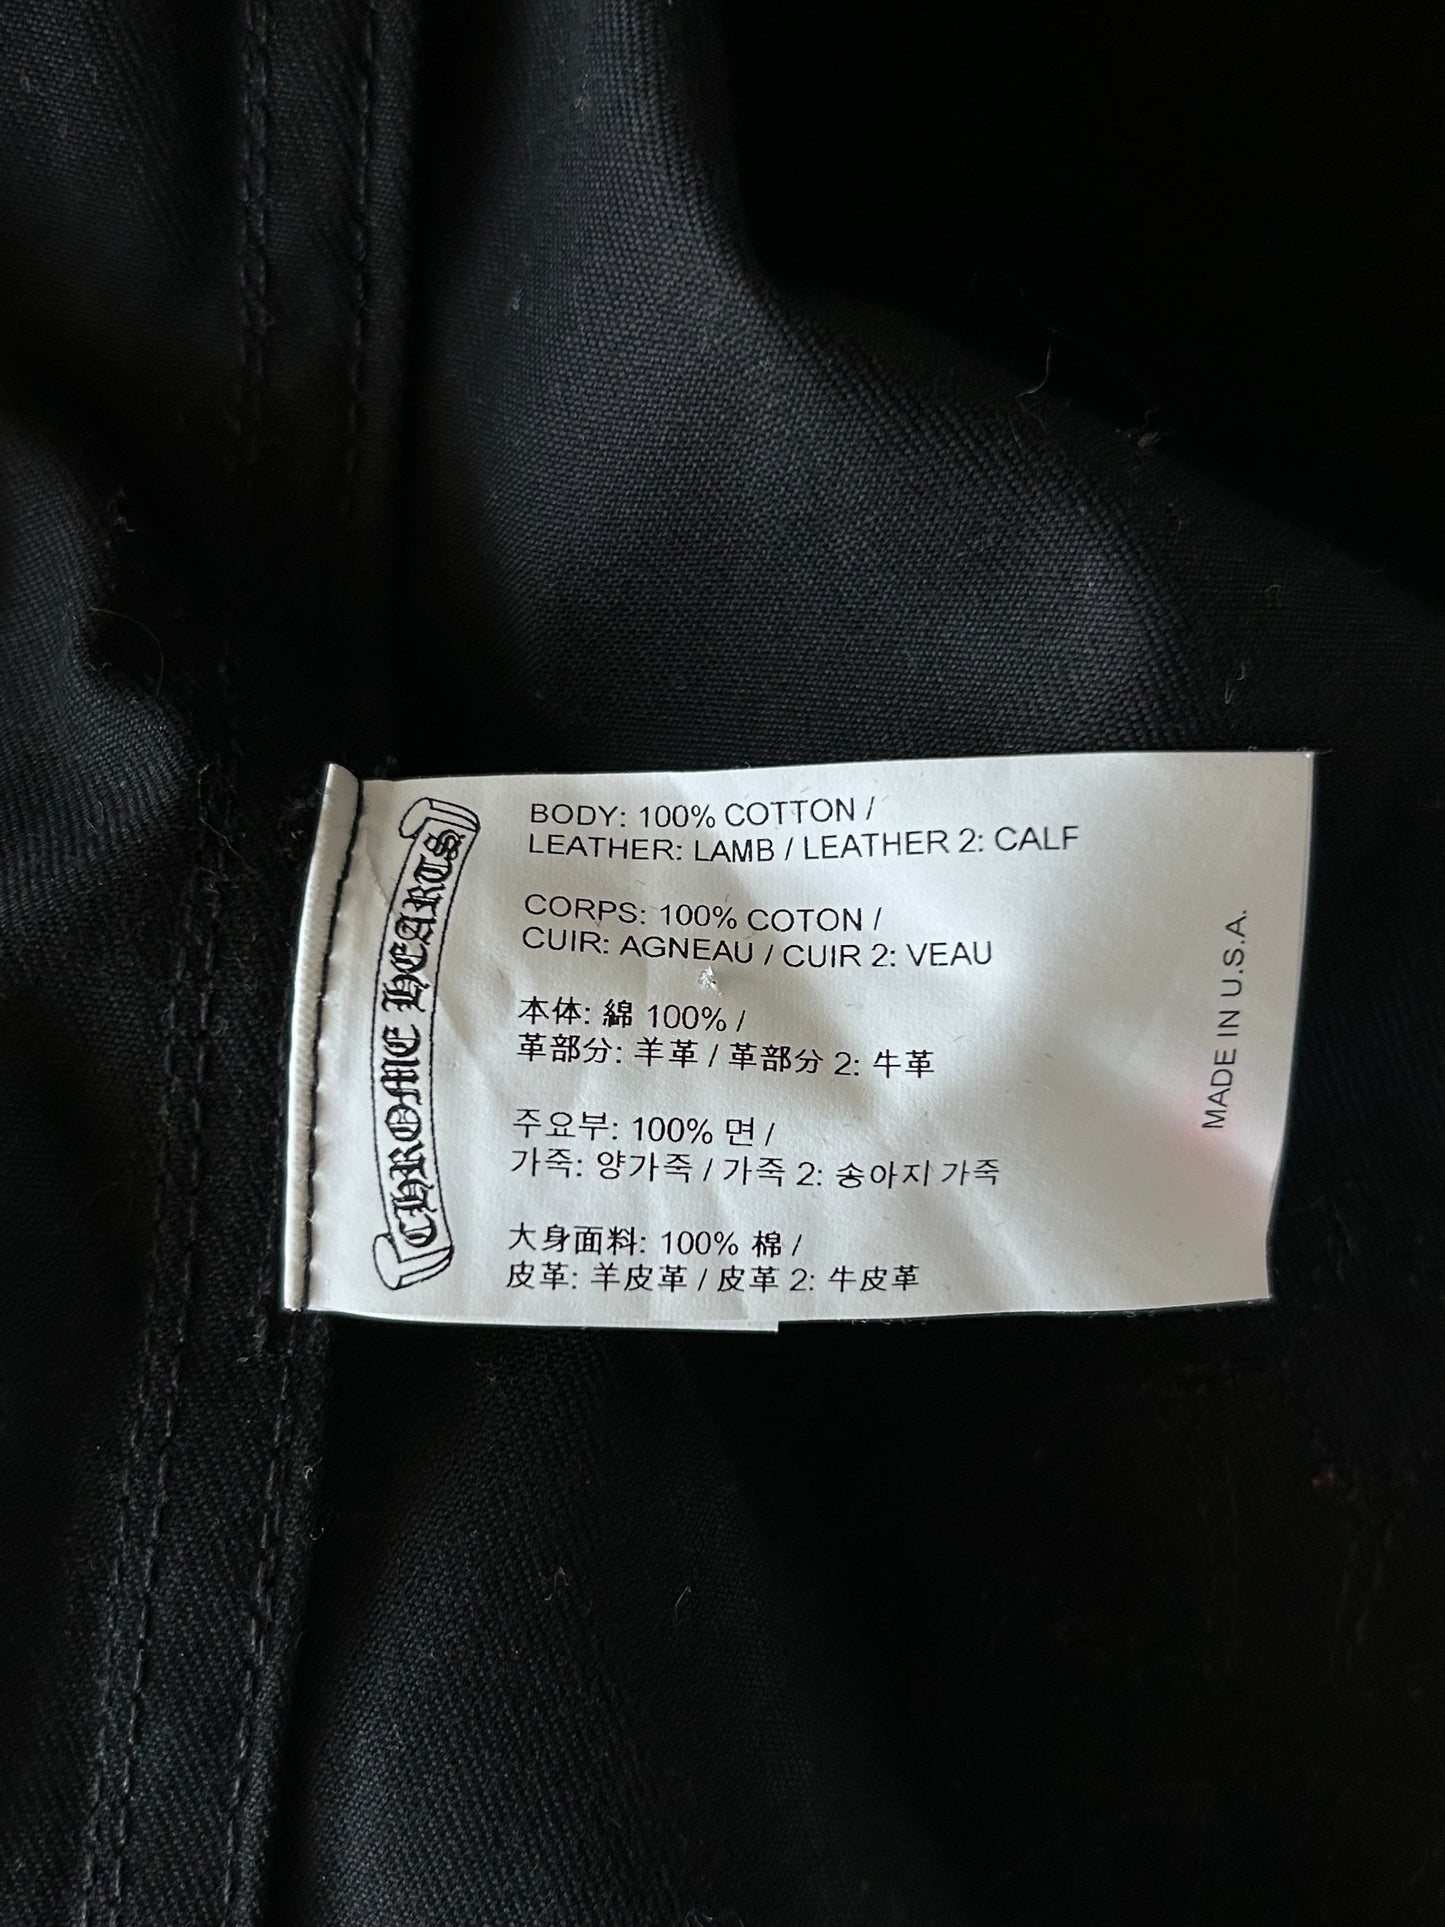 CHROME HEARTS
BODY: 100% COTTON /
LEATHER: LAMB / LEATHER 2: CALF
CORPS: 100% COTON /
CUIR: AGNEAU / CUIR 2: VEAU
本体: 綿 100% /
革部分: 羊革 / 革部分 2: 牛革
주요부: 100% 면 /
가죽: 양가죽 / 가죽 2: 송아지 가죽
大身面料: 100% 棉 /
皮革: 羊皮革 / 皮革 2: 牛皮革
MADE IN U.S.A.